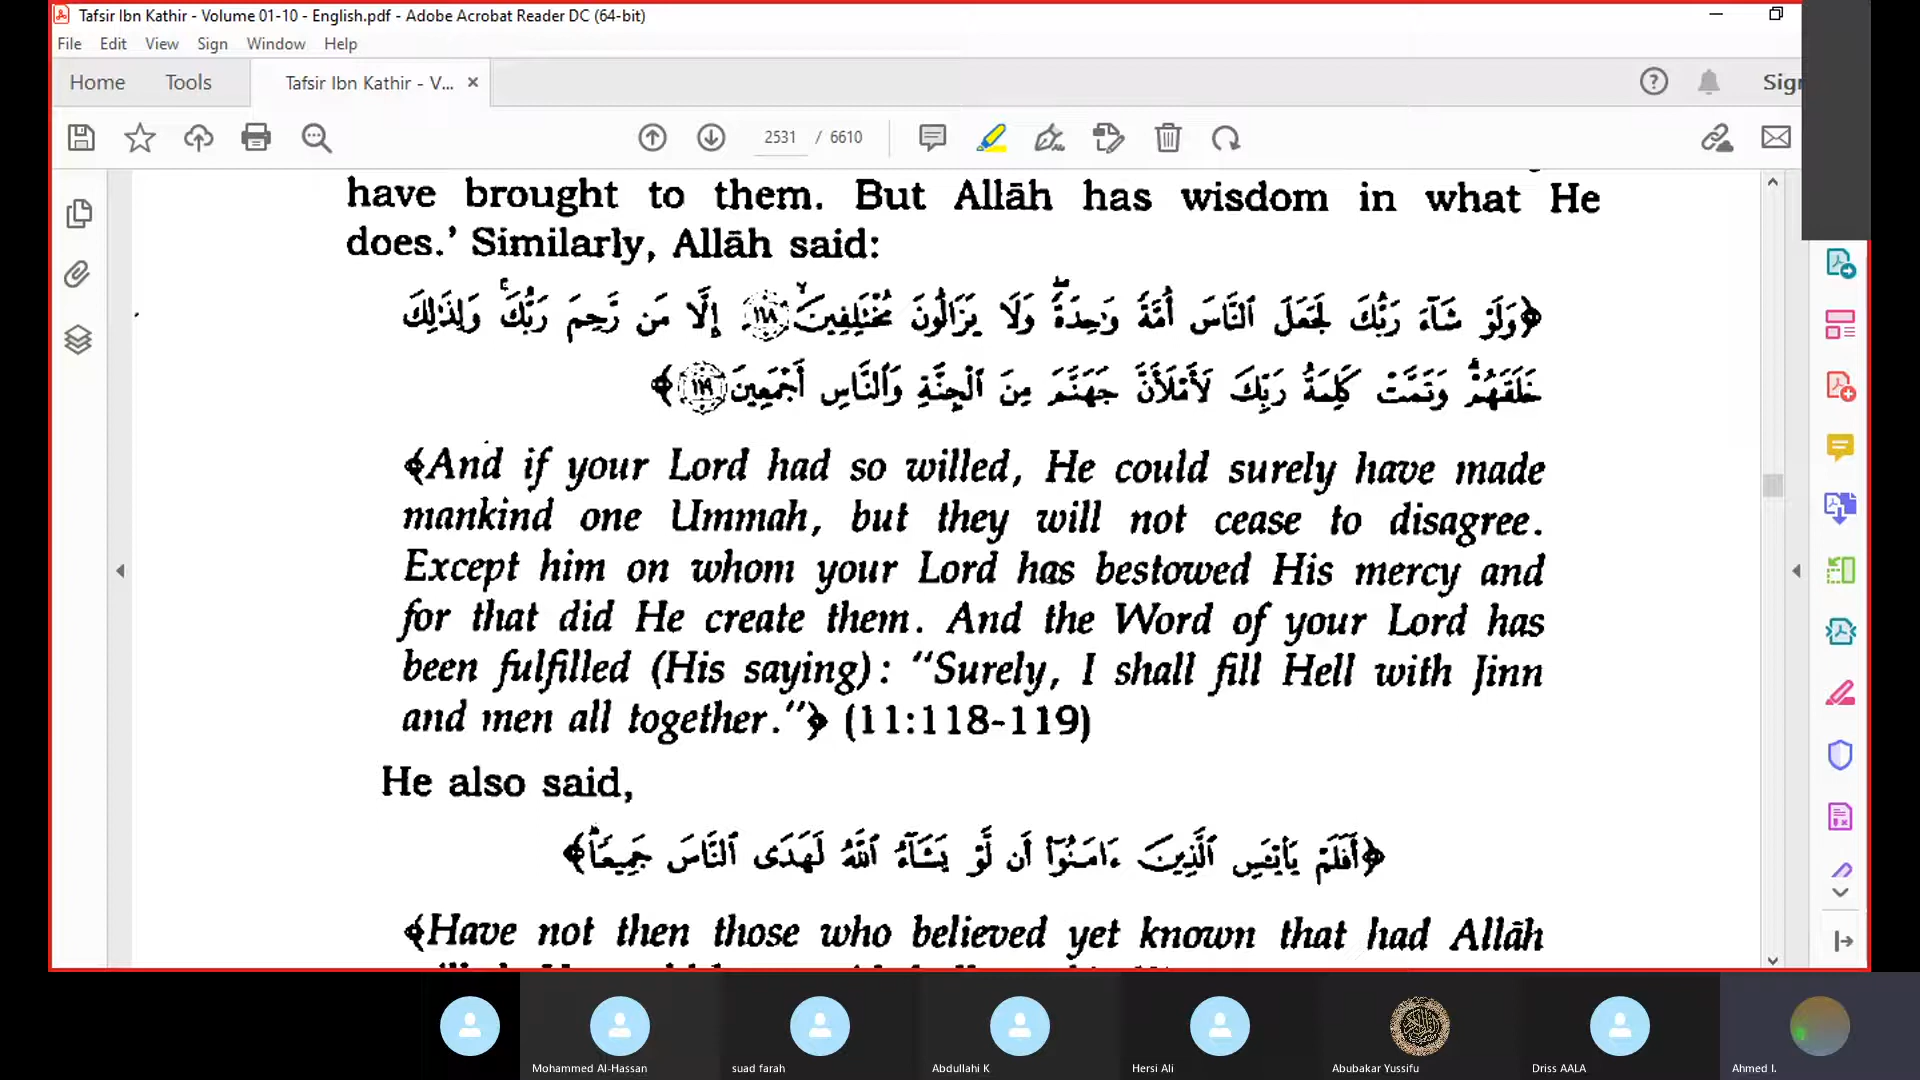 Tafsir Ibn Kathir - Volume 01-10 - English.pdf - Adobe Acrobat Reader DC (64-bit)
File Edit View Sign Window Help
Home Tools Tafsir Ibn Kathir - V... Sign
2531 / 6610
have brought to them. But Allāh has wisdom in what He
does.’ Similarly, Allāh said:
﴿وَلَوْ شَآءَ رَبُّكَ لَجَعَلَ ٱلنَّاسَ أُمَّةً وَٰحِدَةً ۖ وَلَا يَزَالُونَ مُخْتَلِفِينَ ١١٨ إِلَّا مَن رَّحِمَ رَبُّكَ ۚ وَلِذَٰلِكَ
خَلَقَهُمْ ۗ وَتَمَّتْ كَلِمَةُ رَبِّكَ لَأَمْلَأَنَّ جَهَنَّمَ مِنَ ٱلْجِنَّةِ وَٱلنَّاسِ أَجْمَعِينَ ١١٩﴾
﴿And if your Lord had so willed, He could surely have made
mankind one Ummah, but they will not cease to disagree.
Except him on whom your Lord has bestowed His mercy and
for that did He create them. And the Word of your Lord has
been fulfilled (His saying): “Surely, I shall fill Hell with Jinn
and men all together.”﴾ (11:118-119)
He also said,
﴿أَفَلَمْ يَا۟يْـَٔسِ ٱلَّذِينَ ءَامَنُوٓا۟ أَن لَّوْ يَشَآءُ ٱللَّهُ لَهَدَى ٱلنَّاسَ جَمِيعًا ۗ﴾
﴿Have not then those who believed yet known that had Allāh
Mohammed Al-Hassan suad farah Abdullahi K Hersi Ali Abubakar Yussifu Driss AALA Ahmed I.